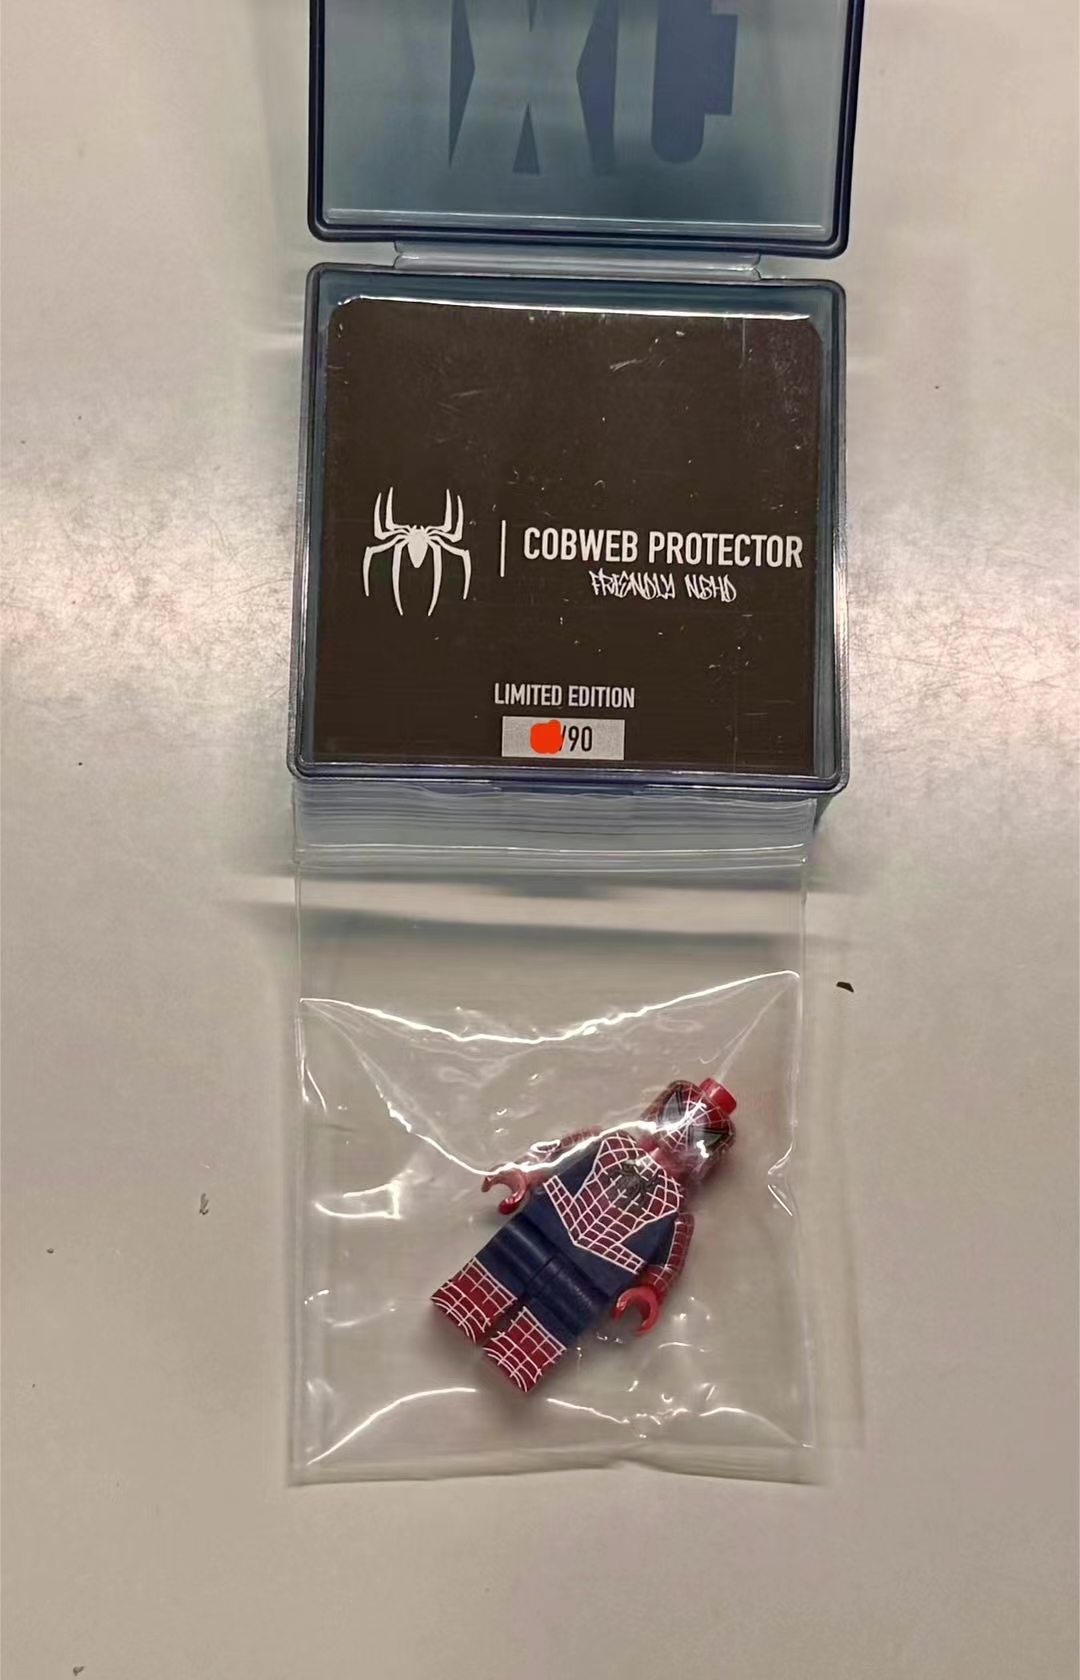 COBWEB PROTECTOR
FRIENDLY NBHD
LIMITED EDITION
/90